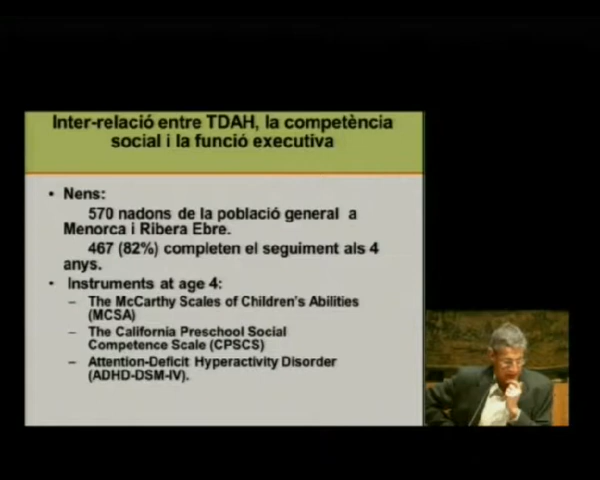 Inter-relació entre TDAH, la competència
social i la funció executiva
• Nens:
570 nadons de la població general a
Menorca i Ribera Ebre.
467 (82%) completen el seguiment als 4
anys.
• Instruments at age 4:
– The McCarthy Scales of Children's Abilities
(MCSA)
– The California Preschool Social
Competence Scale (CPSCS)
– Attention-Deficit Hyperactivity Disorder
(ADHD-DSM-IV).